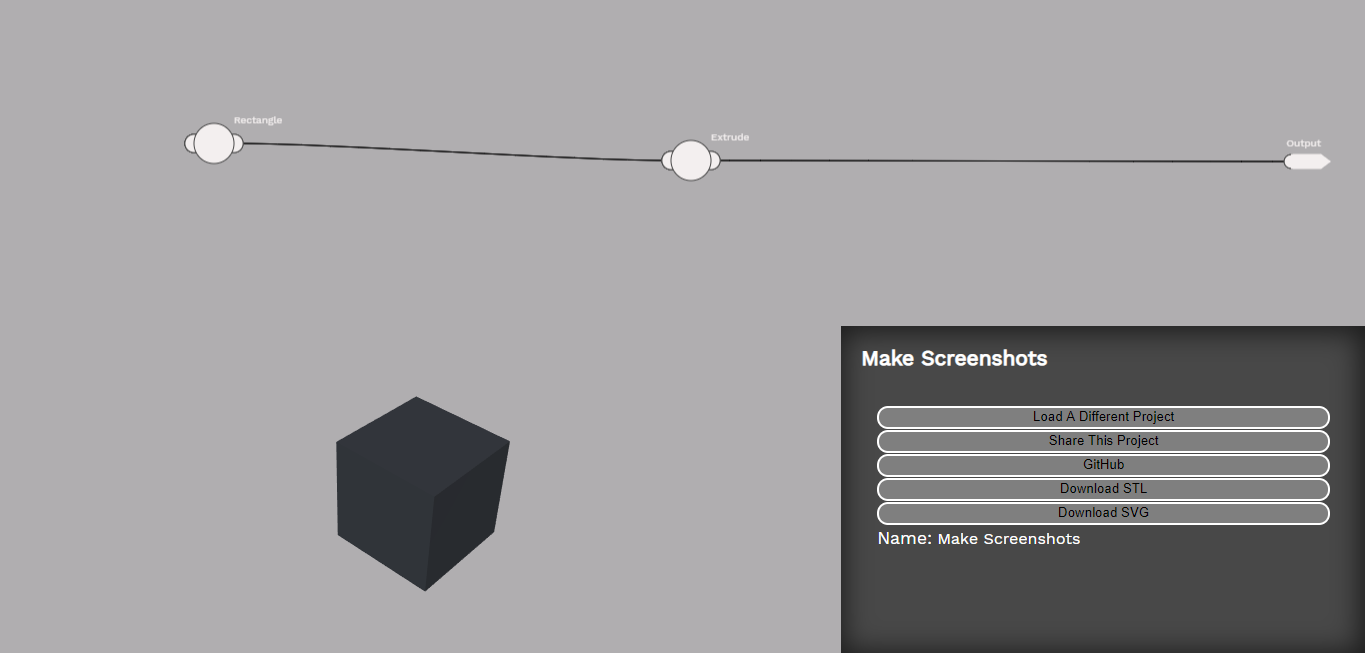 Rectangle
Extrude
Output
Make Screenshots
Load A Different Project
Share This Project
GitHub
Download STL
Download SVG
Name: Make Screenshots